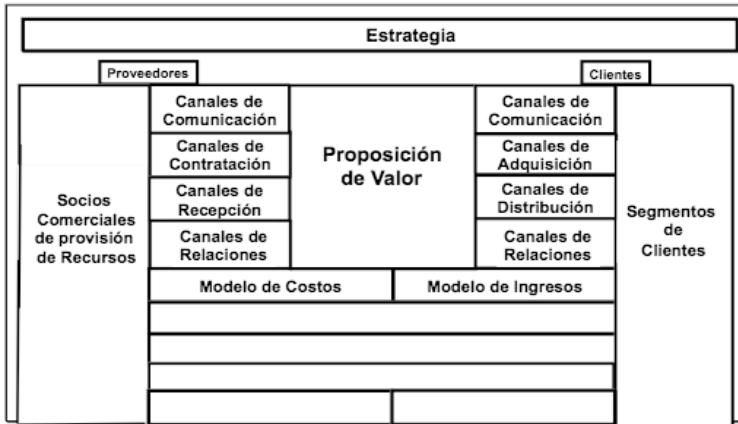 Estrategia
Proveedores
Clientes
Canales de
Comunicación
Canales de
Contratación
Canales de
Recepción
Canales de
Relaciones
Socios
Comerciales
de provisión
de Recursos
Proposición
de Valor
Canales de
Comunicación
Canales de
Adquisición
Canales de
Distribución
Canales de
Relaciones
Segmentos
de
Clientes
Modelo de Costos
Modelo de Ingresos